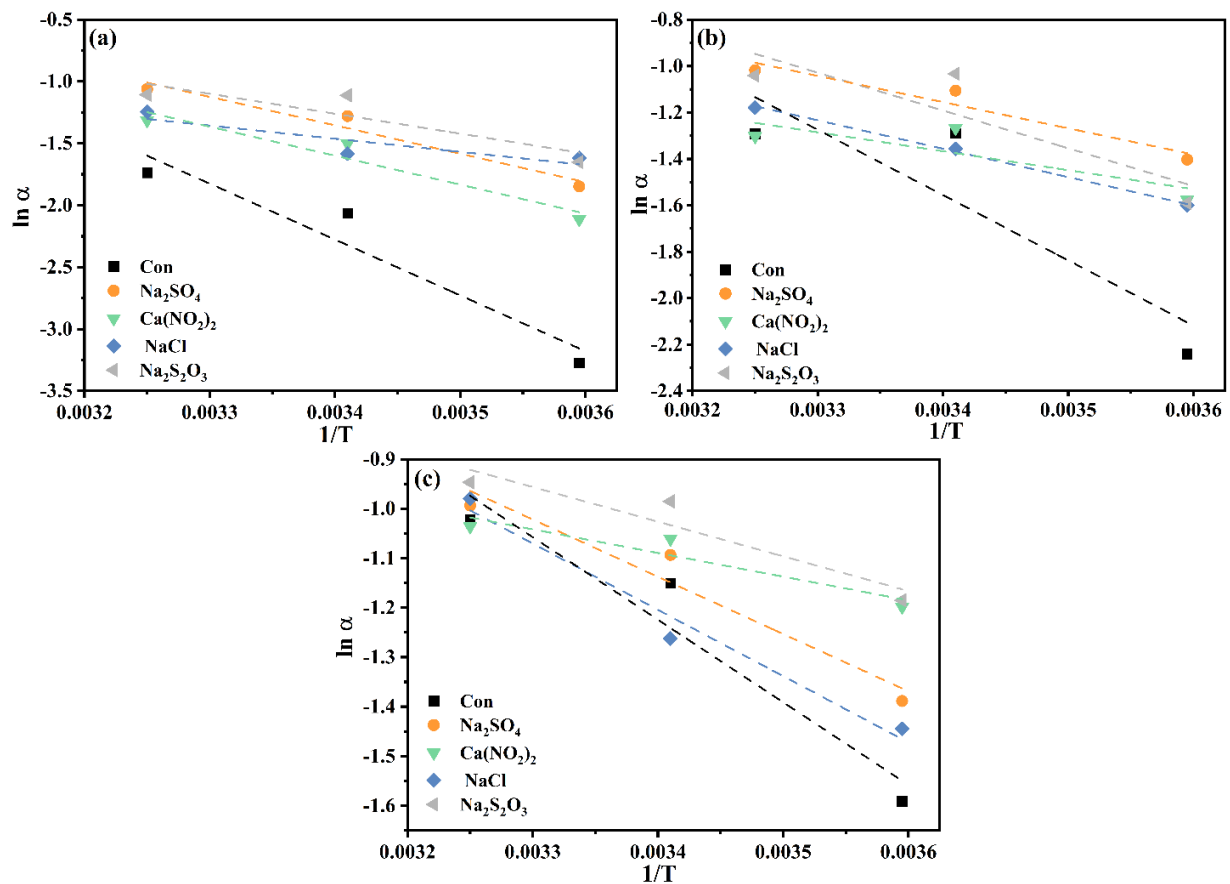 (a)
-0.5
-1.0
-1.5
-2.0
-2.5
-3.0
-3.5
ln α
Con
Na₂SO₄
Ca(NO₂)₂
NaCl
Na₂S₂O₃
0.0032 0.0033 0.0034 0.0035 0.0036
1/T
(b)
-0.8
-1.0
-1.2
-1.4
-1.6
-1.8
-2.0
-2.2
-2.4
ln α
Con
Na₂SO₄
Ca(NO₂)₂
NaCl
Na₂S₂O₃
0.0032 0.0033 0.0034 0.0035 0.0036
1/T
(c)
-0.9
-1.0
-1.1
-1.2
-1.3
-1.4
-1.5
-1.6
ln α
Con
Na₂SO₄
Ca(NO₂)₂
NaCl
Na₂S₂O₃
0.0032 0.0033 0.0034 0.0035 0.0036
1/T